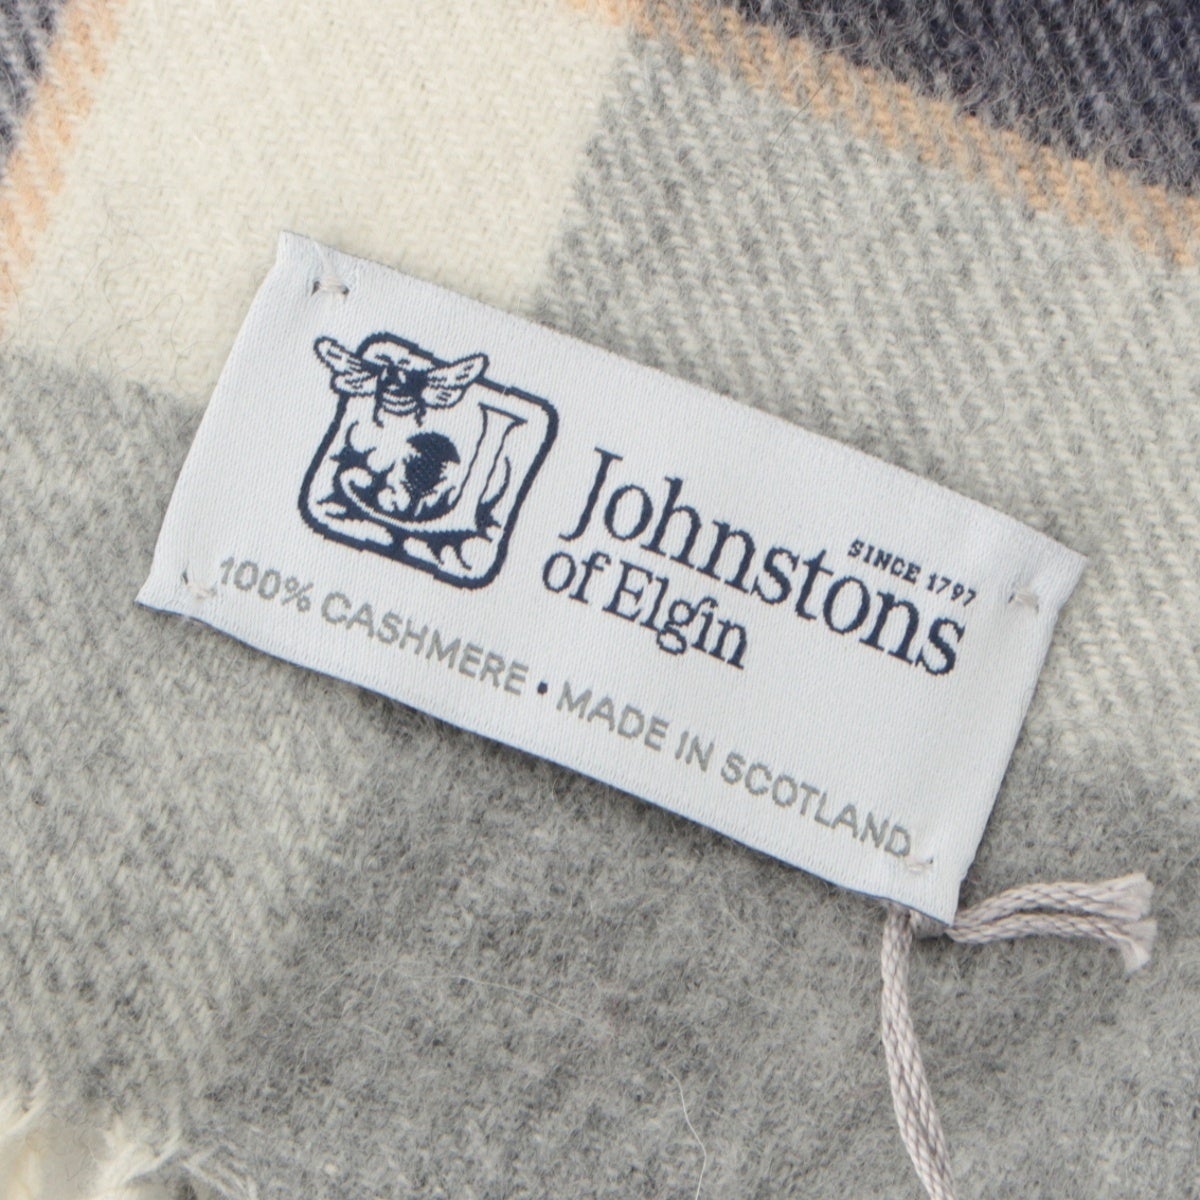 SINCE 1797
Johnstons
of Elgin
100% CASHMERE • MADE IN SCOTLAND